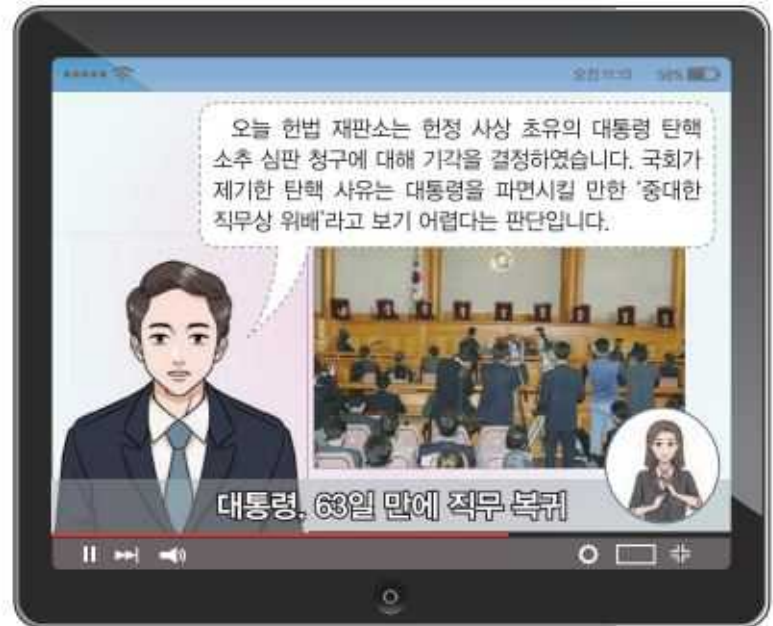 오늘 헌법 재판소는 헌정 사상 초유의 대통령 탄핵
소추 심판 청구에 대해 기각을 결정하였습니다. 국회가
제기한 탄핵 사유는 대통령을 파면시킬 만한 '중대한
직무상 위배'라고 보기 어렵다는 판단입니다.
대통령, 63일 만에 직무 복귀